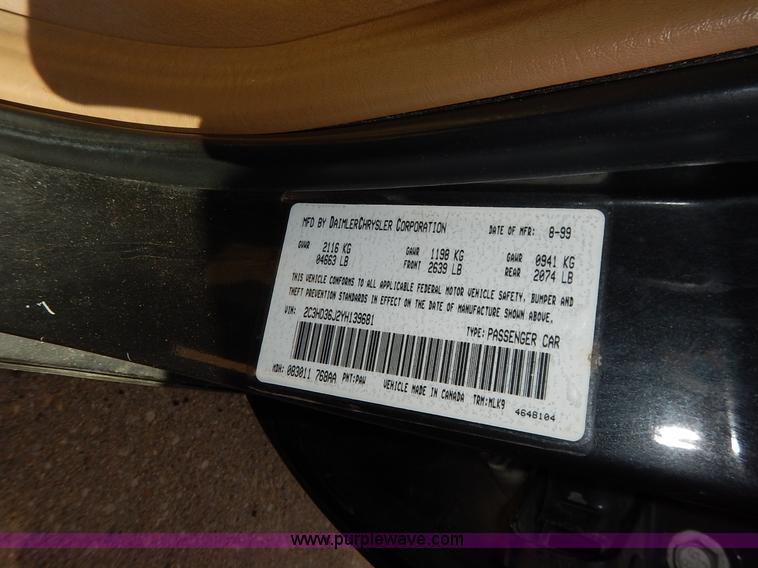 MFD BY DAIMLERCHRYSLER CORPORATION DATE OF MFR: 8-99
GVWR 2116 KG GAWR 1198 KG GAWR 0941 KG
04663 LB FRONT 2639 LB REAR 2074 LB
THIS VEHICLE CONFORMS TO ALL APPLICABLE FEDERAL MOTOR VEHICLE SAFETY, BUMPER AND
THEFT PREVENTION STANDARDS IN EFFECT ON THE DATE OF MANUFACTURE SHOWN ABOVE.
VIN: 2C3HD36J2YH139681 TYPE: PASSENGER CAR
MDH: 083011 768AA PNT:PAW VEHICLE MADE IN CANADA TRM:MLK9
4648104
www.purplewave.com